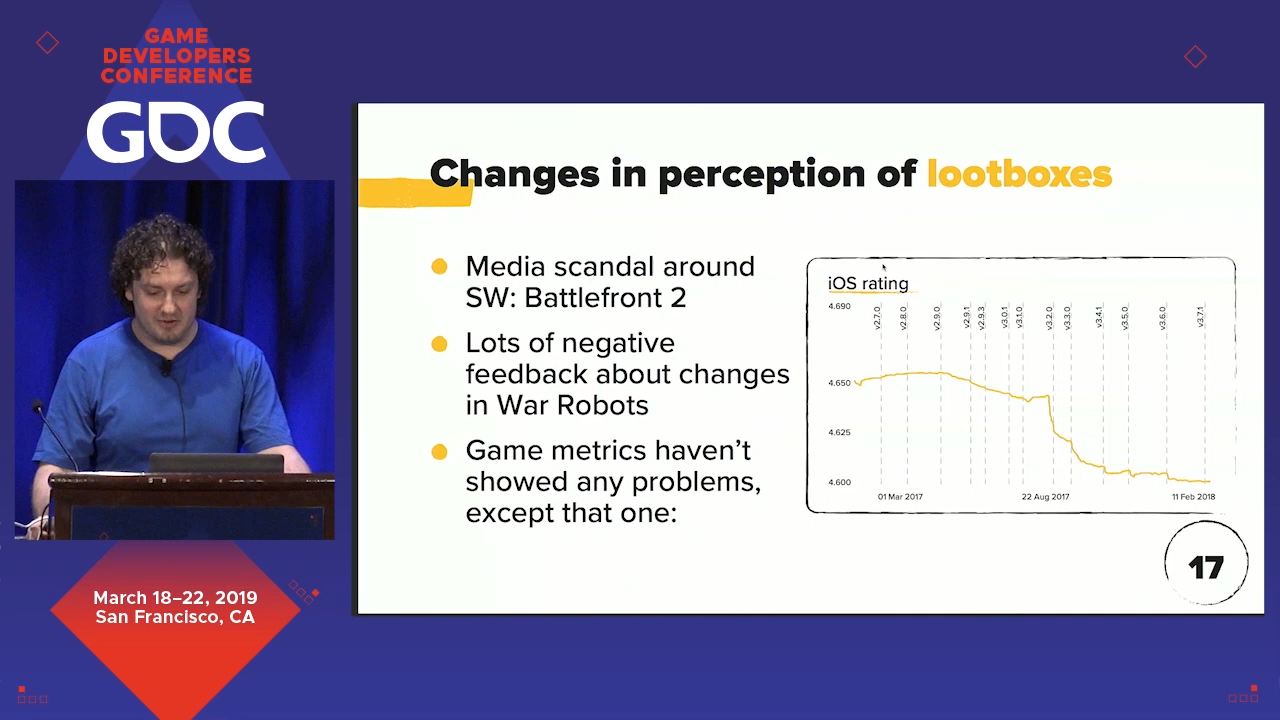 GAME
DEVELOPERS
CONFERENCE
GDC
March 18–22, 2019
San Francisco, CA
Changes in perception of lootboxes
Media scandal around
SW: Battlefront 2
Lots of negative
feedback about changes
in War Robots
Game metrics haven't
showed any problems,
except that one:
iOS rating
4.690
4.650
4.625
4.600
v2.7.0
v2.8.0
v2.9.0
v2.9.1
v2.9.3
v3.0.1
v3.1.0
v3.2.0
v3.3.0
v3.4.1
v3.5.0
v3.6.0
v3.7.1
01 Mar 2017
22 Aug 2017
11 Feb 2018
17